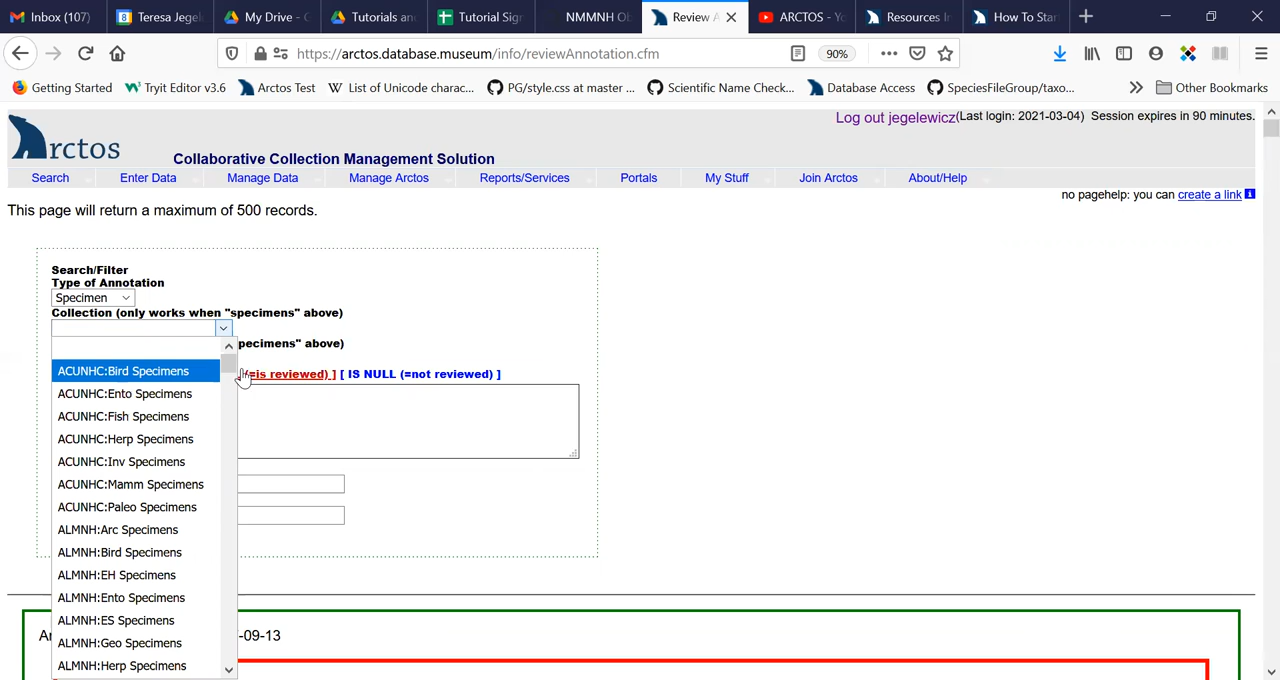 Inbox (107)
Teresa Jegel
My Drive - G
Tutorials an
Tutorial Sig
NMMNH Ob
Review A
ARCTOS - Yo
Resources I
How To Star
https://arctos.database.museum/info/reviewAnnotation.cfm
90%
Getting Started
Tryit Editor v3.6
Arctos Test
List of Unicode charac...
PG/style.css at master ...
Scientific Name Check...
Database Access
SpeciesFileGroup/taxo...
Other Bookmarks
Log out jegelewicz(Last login: 2021-03-04) Session expires in 90 minutes.
Arctos
Collaborative Collection Management Solution
Search
Enter Data
Manage Data
Manage Arctos
Reports/Services
Portals
My Stuff
Join Arctos
About/Help
no pagehelp: you can create a link
This page will return a maximum of 500 records.
Search/Filter
Type of Annotation
Specimen
Collection (only works when "specimens" above)
pecimens" above)
(=is reviewed) ] [ IS NULL (=not reviewed) ]
ACUNHC:Bird Specimens
ACUNHC:Ento Specimens
ACUNHC:Fish Specimens
ACUNHC:Herp Specimens
ACUNHC:Inv Specimens
ACUNHC:Mamm Specimens
ACUNHC:Paleo Specimens
ALMNH:Arc Specimens
ALMNH:Bird Specimens
ALMNH:EH Specimens
ALMNH:Ento Specimens
ALMNH:ES Specimens
ALMNH:Geo Specimens
ALMNH:Herp Specimens
-09-13